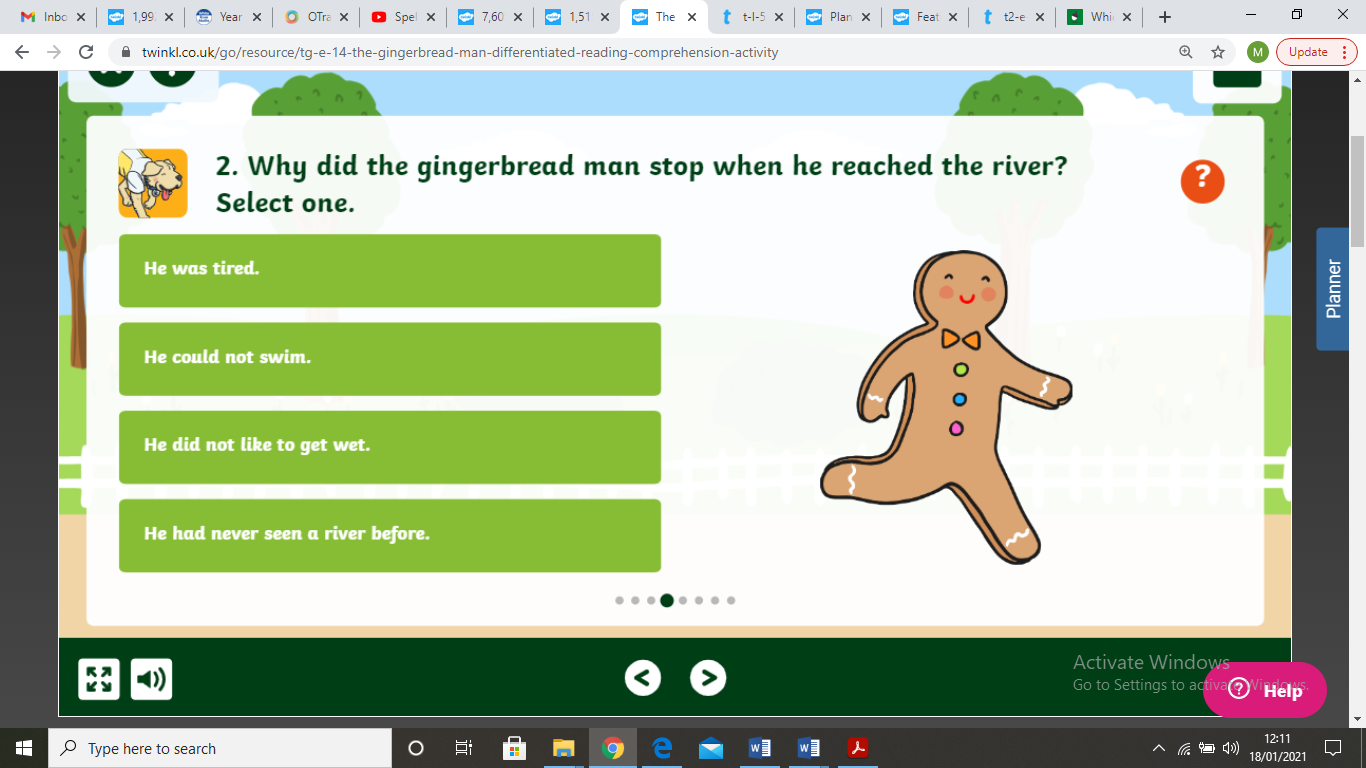 Inbo
1,99
Year
OTra
Spel
7,60
1,51
The
t-l-5
Plan
Feat
t2-e
Whi
twinkl.co.uk/go/resource/tg-e-14-the-gingerbread-man-differentiated-reading-comprehension-activity
M
Update
2. Why did the gingerbread man stop when he reached the river?
Select one.
?
He was tired.
He could not swim.
He did not like to get wet.
He had never seen a river before.
Planner
Activate Windows
Go to Settings to activate Windows.
Help
Type here to search
12:11
18/01/2021